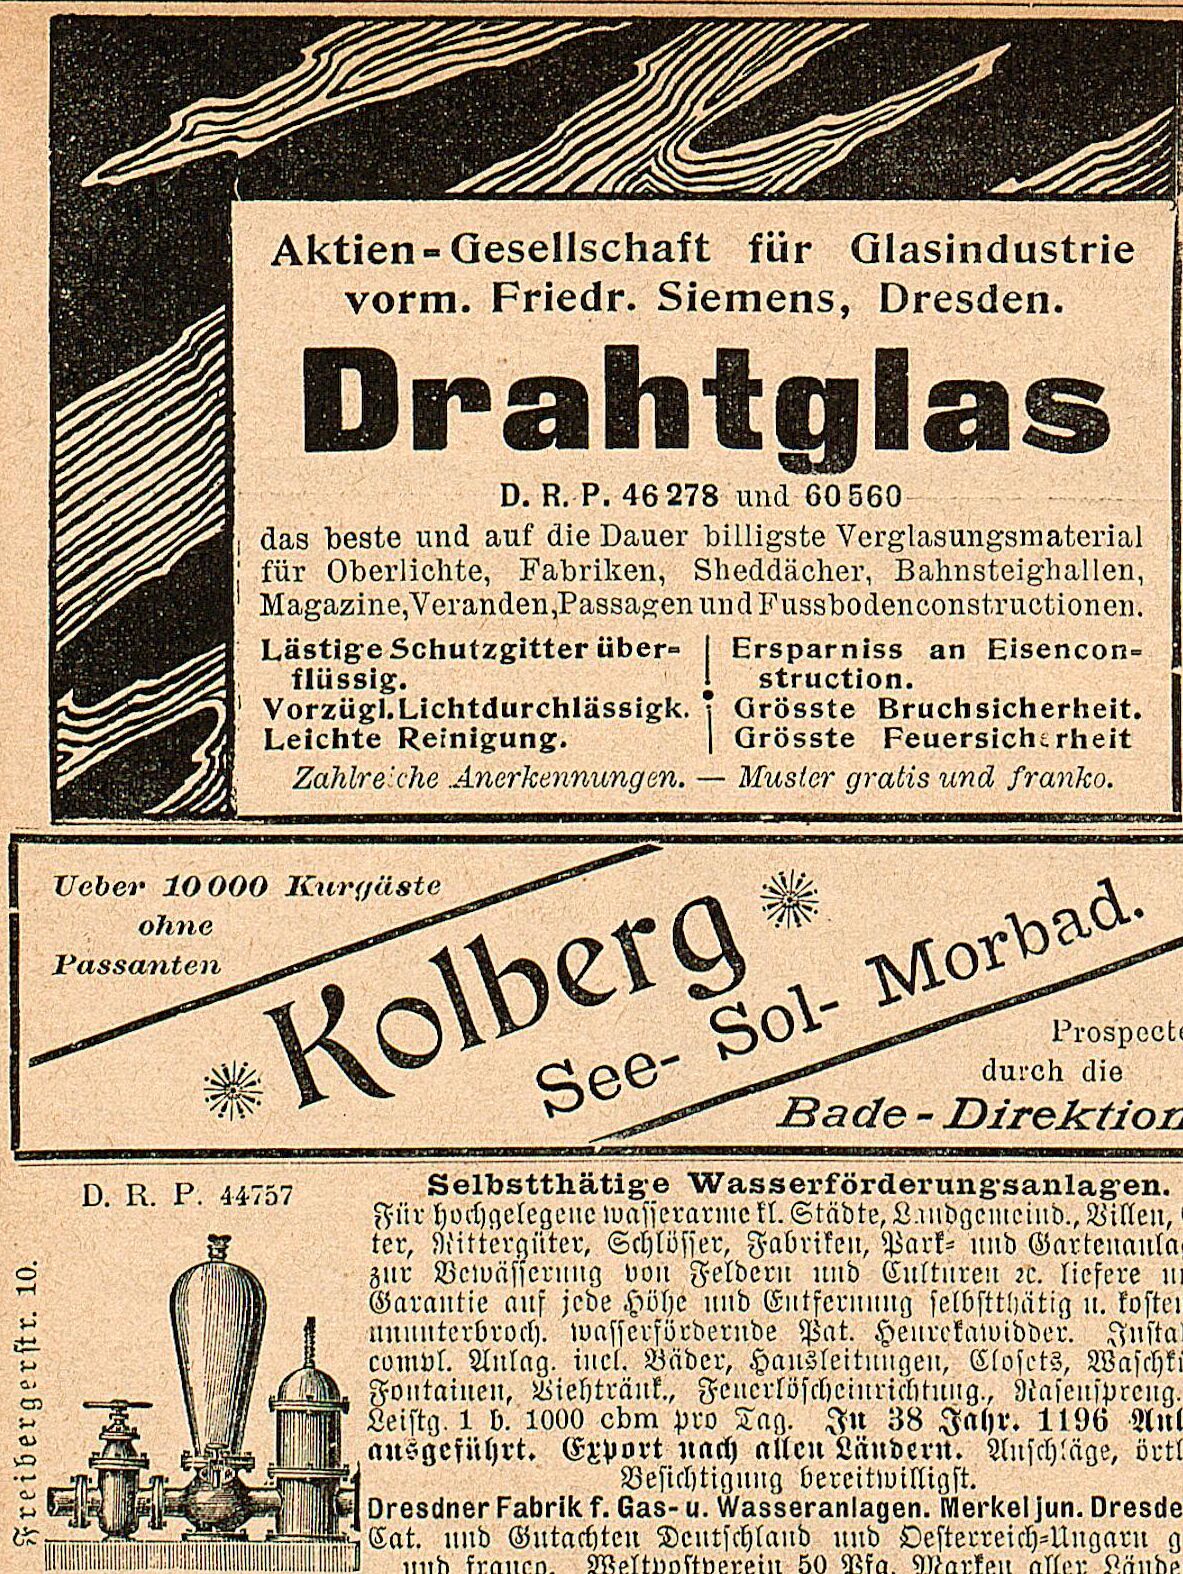 Aktien-Gesellschaft für Glasindustrie
vorm. Friedr. Siemens, Dresden.
Drahtglas
D. R. P. 46 278 und 60 560
das beste und auf die Dauer billigste Verglasungsmaterial
für Oberlichte, Fabriken, Sheddächer, Bahnsteighallen,
Magazine, Veranden, Passagen und Fussbodenconstructionen.
Lästige Schutzgitter über-
flüssig.
Vorzügl. Lichtdurchlässigk.
Leichte Reinigung.
Ersparniss an Eisencon-
struction.
Grösste Bruchsicherheit.
Grösste Feuersicherheit
Zahlreiche Anerkennungen. — Muster gratis und franko.
Ueber 10 000 Kurgäste
ohne
Passanten
Kolberg
See- Sol- Morbad.
Prospecte
durch die
Bade-Direktion
D. R. P. 44757
Freibergerstr. 10.
Selbstthätige Wasserförderungsanlagen.
Für hochgelegene wasserarme kl. Städte, Landgemeind., Villen,
ter, Rittergüter, Schlösser, Fabriken, Park- und Gartenanla
zur Bewässerung von Feldern und Culturen ꝛc. liefere u
Garantie auf jede Höhe und Entfernung selbstthätig u. koste
ununterbroch. wasserfördernde Pat. Heurekawidder. Insta
compl. Anlag. incl. Bäder, Hausleitungen, Closets, Waschki
Fontainen, Viehtränk., Feuerlöscheinrichtung., Rasenspreng.
Leistg. 1 b. 1000 cbm pro Tag. In 38 Jahr. 1196 Anl
ausgeführt. Export nach allen Ländern. Anschläge, örtl
Besichtigung bereitwilligst.
Dresdner Fabrik f. Gas- u. Wasseranlagen. Merkel jun. Dresde
Cat. und Gutachten Deutschland und Oesterreich-Ungarn g
und franco. Weltpostverein 50 Pfg. Marken aller Lände